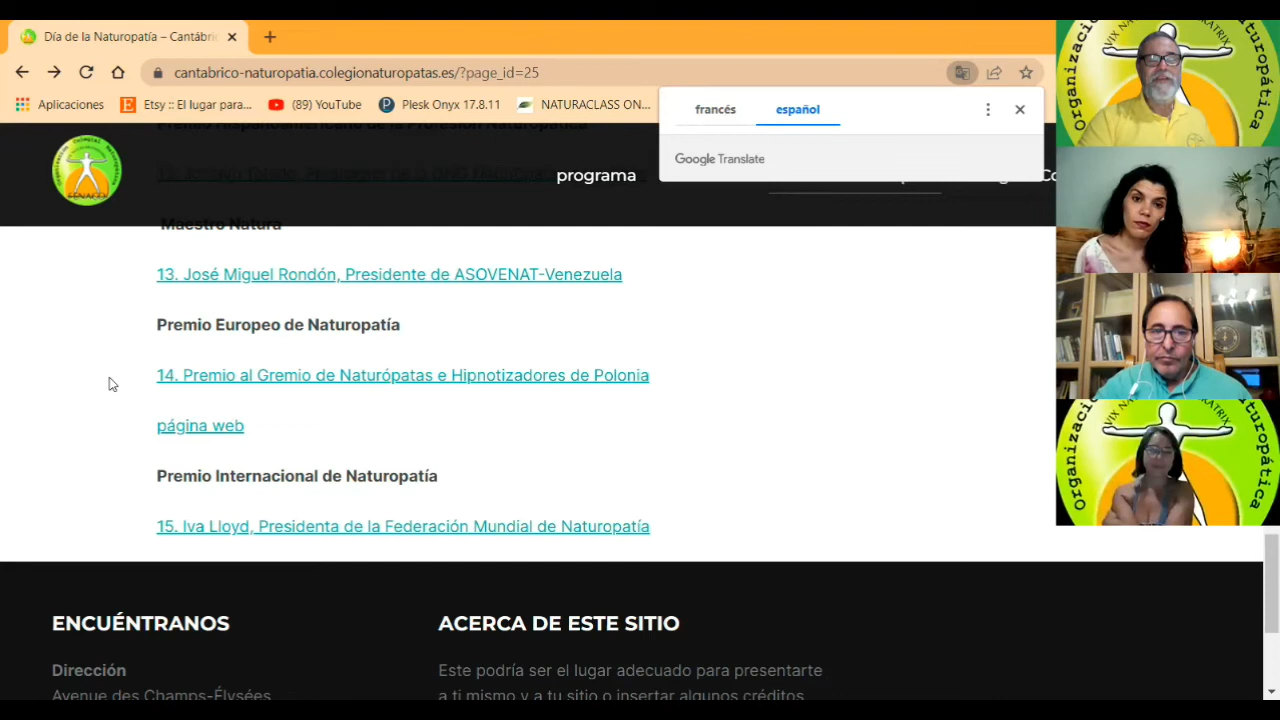 Día de la Naturopatía – Cantábric
cantabrico-naturopatia.colegionaturopatas.es/?page_id=25
Aplicaciones
Etsy :: El lugar para...
(89) YouTube
Plesk Onyx 17.8.11
NATURACLASS ON...
francés
español
Google Translate
programa
Maestro Natura
13. José Miguel Rondón, Presidente de ASOVENAT-Venezuela
Premio Europeo de Naturopatía
14. Premio al Gremio de Naturópatas e Hipnotizadores de Polonia
página web
Premio Internacional de Naturopatía
15. Iva Lloyd, Presidenta de la Federación Mundial de Naturopatía
ENCUÉNTRANOS
ACERCA DE ESTE SITIO
Dirección
Este podría ser el lugar adecuado para presentarte
Avenue des Champs-Élysées
a ti mismo y a tu sitio o insertar algunos créditos